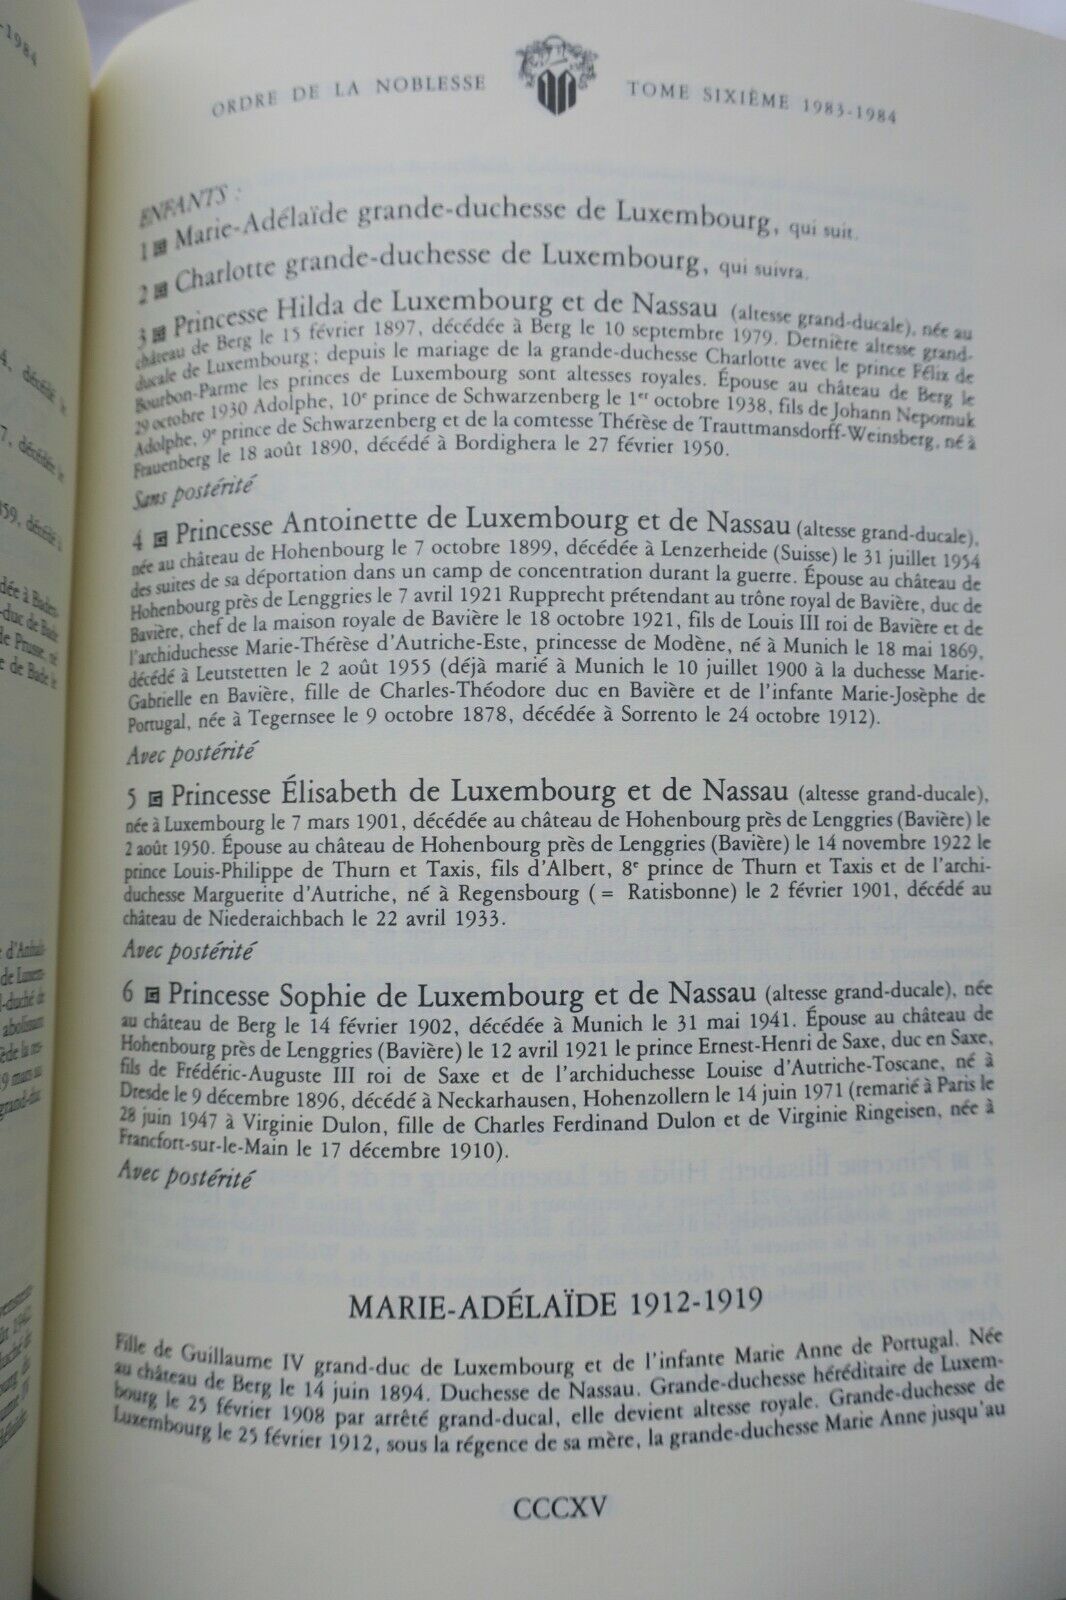 -1984
ORDRE DE LA NOBLESSE TOME SIXIÈME 1983-1984
ENFANTS :
1 Marie-Adélaïde grande-duchesse de Luxembourg, qui suit.
2 Charlotte grande-duchesse de Luxembourg, qui suivra.
3 Princesse Hilda de Luxembourg et de Nassau (altesse grand-ducale), née au
château de Berg le 15 février 1897, décédée à Berg le 10 septembre 1979. Dernière altesse grand-
ducale de Luxembourg ; depuis le mariage de la grande-duchesse Charlotte avec le prince Félix de
Bourbon-Parme les princes de Luxembourg sont altesses royales. Épouse au château de Berg le
29 octobre 1930 Adolphe, 10e prince de Schwarzenberg le 1er octobre 1938, fils de Johann Nepomuk
Adolphe, 9e prince de Schwarzenberg et de la comtesse Thérèse de Trauttmansdorff-Weinsberg, né à
Frauenberg le 18 août 1890, décédé à Bordighera le 27 février 1950.
Sans postérité
4 Princesse Antoinette de Luxembourg et de Nassau (altesse grand-ducale),
née au château de Hohenbourg le 7 octobre 1899, décédée à Lenzerheide (Suisse) le 31 juillet 1954
des suites de sa déportation dans un camp de concentration durant la guerre. Épouse au château de
Hohenbourg près de Lenggries le 7 avril 1921 Rupprecht prétendant au trône royal de Bavière, duc de
Bavière, chef de la maison royale de Bavière le 18 octobre 1921, fils de Louis III roi de Bavière et de
l'archiduchesse Marie-Thérèse d'Autriche-Este, princesse de Modène, né à Munich le 18 mai 1869,
décédé à Leutstetten le 2 août 1955 (déjà marié à Munich le 10 juillet 1900 à la duchesse Marie-
Gabrielle en Bavière, fille de Charles-Théodore duc en Bavière et de l'infante Marie-Josèphe de
Portugal, née à Tegernsee le 9 octobre 1878, décédée à Sorrento le 24 octobre 1912).
Avec postérité
5 Princesse Élisabeth de Luxembourg et de Nassau (altesse grand-ducale),
née à Luxembourg le 7 mars 1901, décédée au château de Hohenbourg près de Lenggries (Bavière) le
2 août 1950. Épouse au château de Hohenbourg près de Lenggries (Bavière) le 14 novembre 1922 le
prince Louis-Philippe de Thurn et Taxis, fils d'Albert, 8e prince de Thurn et Taxis et de l'archi-
duchesse Marguerite d'Autriche, né à Regensbourg (= Ratisbonne) le 2 février 1901, décédé au
château de Niederaichbach le 22 avril 1933.
Avec postérité
6 Princesse Sophie de Luxembourg et de Nassau (altesse grand-ducale), née
au château de Berg le 14 février 1902, décédée à Munich le 31 mai 1941. Épouse au château de
Hohenbourg près de Lenggries (Bavière) le 12 avril 1921 le prince Ernest-Henri de Saxe, duc en Saxe,
fils de Frédéric-Auguste III roi de Saxe et de l'archiduchesse Louise d'Autriche-Toscane, né à
Dresde le 9 décembre 1896, décédé à Neckarhausen, Hohenzollern le 14 juin 1971 (remarié à Paris le
28 juin 1947 à Virginie Dulon, fille de Charles Ferdinand Dulon et de Virginie Ringeisen, née à
Francfort-sur-le-Main le 17 décembre 1910).
Avec postérité
MARIE-ADÉLAÏDE 1912-1919
Fille de Guillaume IV grand-duc de Luxembourg et de l'infante Marie Anne de Portugal. Née
au château de Berg le 14 juin 1894. Duchesse de Nassau. Grande-duchesse héréditaire de Luxem-
bourg le 25 février 1908 par arrêté grand-ducal, elle devient altesse royale. Grande-duchesse de
Luxembourg le 25 février 1912, sous la régence de sa mère, la grande-duchesse Marie Anne jusqu'au
CCCXV